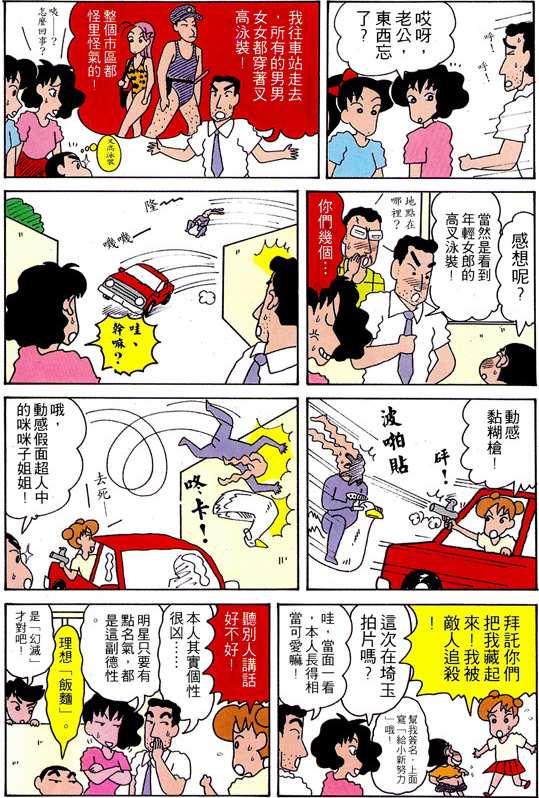 哎呀，
老公，
東西忘
了？
呼！
呼！
我往車站走去
，所有的男男
女女都穿著叉
高泳裝！
整個市區都
怪里怪氣的！
咦？
怎麼回事？
叉高泳裝
感想呢？
當然是看到
年輕女郎的
高叉泳裝！
地點在
哪裡？
你們幾個…
隆—
嘰嘰—
哇、
幹嘛？
動感
黏糊槍！
砰！
波啪貼
咚卡！
去死—
哦，
動感假面超人中
的咪咪子姐姐！
拜託你們
把我藏起
來！我被
敵人追殺
這次在埼玉
拍片嗎？
幫我簽名，上面
寫「給小新努力
」哦！
哇，當面一看
，本人長得相
當可愛嘛！
聽別人講話
好不好！
本人其實個性
很凶……
明星只要有
點名氣，都
是這副德性
理想「飯麵」。
是「幻滅」
才對吧！